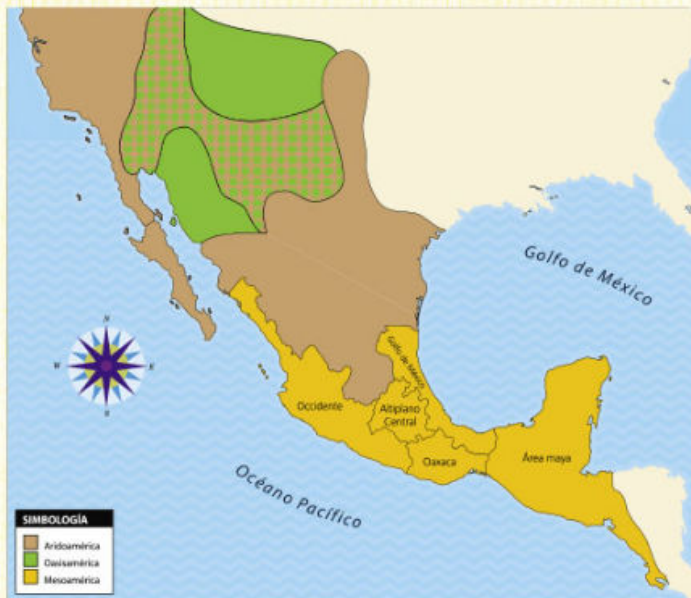 Golfo de México
N
W
E
S
Golfo de México
Occidente
Altiplano
Central
Oaxaca
Área maya
Océano Pacífico
SIMBOLOGÍA
Aridoamérica
Oasisamérica
Mesoamérica